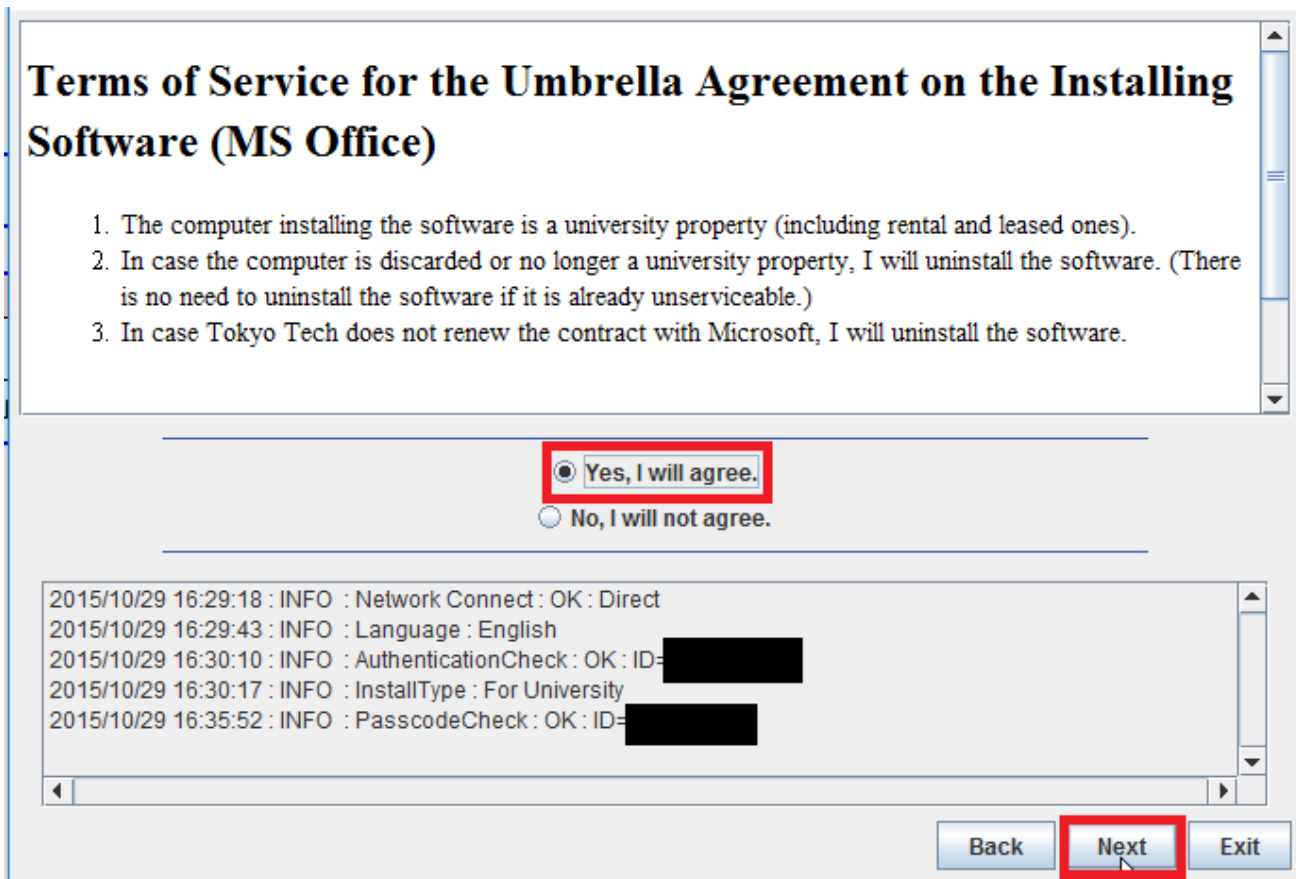 Terms of Service for the Umbrella Agreement on the Installing
Software (MS Office)
1. The computer installing the software is a university property (including rental and leased ones).
2. In case the computer is discarded or no longer a university property, I will uninstall the software. (There
is no need to uninstall the software if it is already unserviceable.)
3. In case Tokyo Tech does not renew the contract with Microsoft, I will uninstall the software.
Yes, I will agree.
No, I will not agree.
2015/10/29 16:29:18 : INFO : Network Connect : OK : Direct
2015/10/29 16:29:43 : INFO : Language : English
2015/10/29 16:30:10 : INFO : AuthenticationCheck : OK : ID=
2015/10/29 16:30:17 : INFO : InstallType : For University
2015/10/29 16:35:52 : INFO : PasscodeCheck : OK : ID=
Back Next Exit